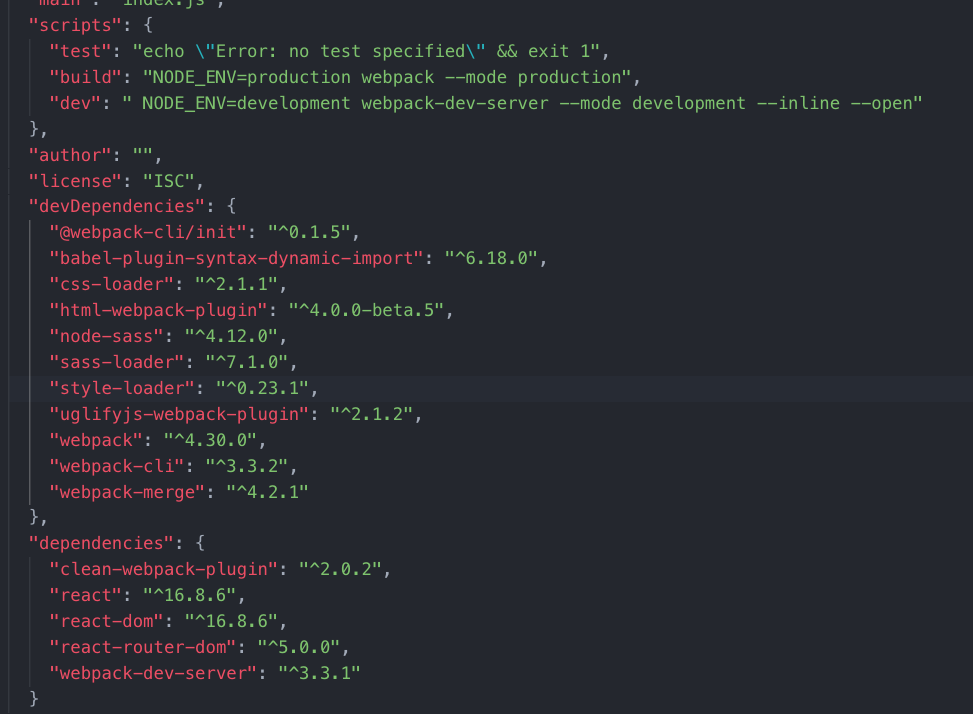 "main": "index.js",
"scripts": {
"test": "echo \"Error: no test specified\" && exit 1",
"build": "NODE_ENV=production webpack --mode production",
"dev": " NODE_ENV=development webpack-dev-server --mode development --inline --open"
},
"author": "",
"license": "ISC",
"devDependencies": {
"@webpack-cli/init": "^0.1.5",
"babel-plugin-syntax-dynamic-import": "^6.18.0",
"css-loader": "^2.1.1",
"html-webpack-plugin": "^4.0.0-beta.5",
"node-sass": "^4.12.0",
"sass-loader": "^7.1.0",
"style-loader": "^0.23.1",
"uglifyjs-webpack-plugin": "^2.1.2",
"webpack": "^4.30.0",
"webpack-cli": "^3.3.2",
"webpack-merge": "^4.2.1"
},
"dependencies": {
"clean-webpack-plugin": "^2.0.2",
"react": "^16.8.6",
"react-dom": "^16.8.6",
"react-router-dom": "^5.0.0",
"webpack-dev-server": "^3.3.1"
}